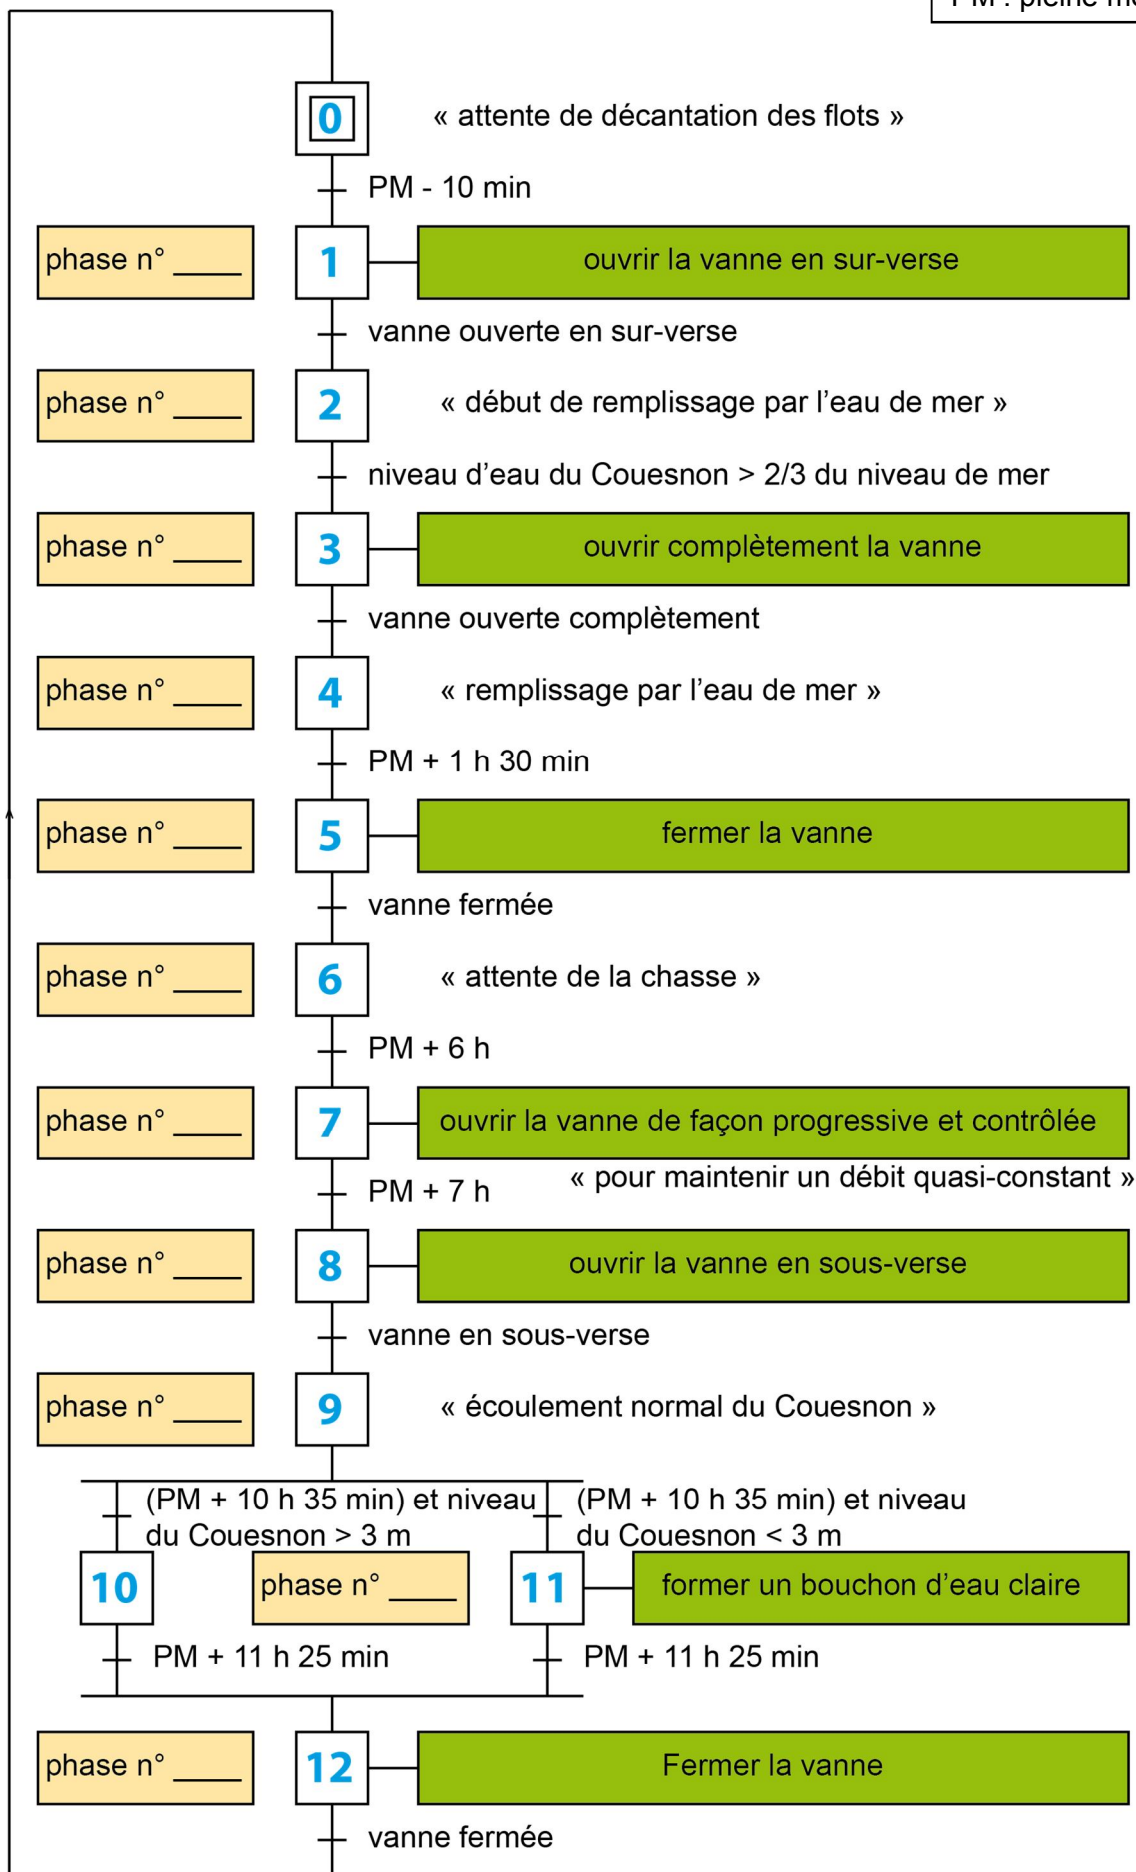 PM : pleine
0
« attente de décantation des flots »
PM - 10 min
phase n° ____
1
ouvrir la vanne en sur-verse
vanne ouverte en sur-verse
phase n° ____
2
« début de remplissage par l’eau de mer »
niveau d’eau du Couesnon > 2/3 du niveau de mer
phase n° ____
3
ouvrir complètement la vanne
vanne ouverte complètement
phase n° ____
4
« remplissage par l’eau de mer »
PM + 1 h 30 min
phase n° ____
5
fermer la vanne
vanne fermée
phase n° ____
6
« attente de la chasse »
PM + 6 h
phase n° ____
7
ouvrir la vanne de façon progressive et contrôlée
« pour maintenir un débit quasi-constant »
PM + 7 h
phase n° ____
8
ouvrir la vanne en sous-verse
vanne en sous-verse
phase n° ____
9
« écoulement normal du Couesnon »
(PM + 10 h 35 min) et niveau
du Couesnon > 3 m
(PM + 10 h 35 min) et niveau
du Couesnon < 3 m
10
phase n° ____
11
former un bouchon d’eau claire
PM + 11 h 25 min
PM + 11 h 25 min
phase n° ____
12
Fermer la vanne
vanne fermée